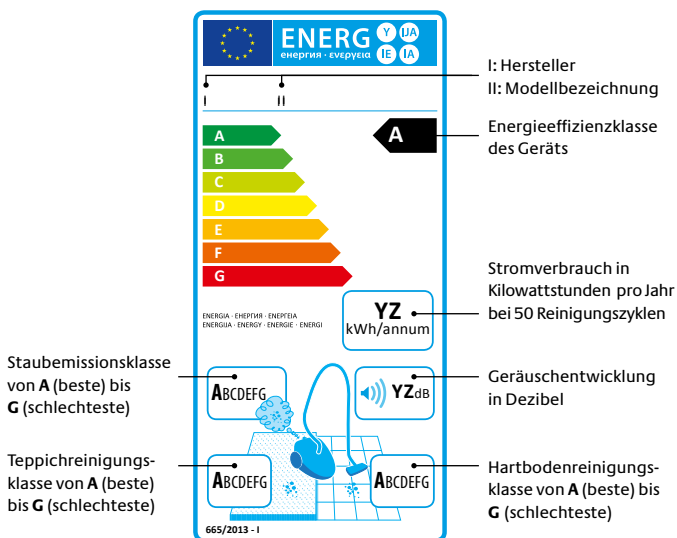 ENERG Y IJA
енергия · ενεργεια IE IA
I II
I: Hersteller
II: Modellbezeichnung
A
B
C
D
E
F
G
A
Energieeffizienzklasse
des Geräts
ENERGIA · ЕНЕРГИЯ · ΕΝΕΡΓΕΙΑ
ENERGIJA · ENERGY · ENERGIE · ENERGI
YZ
kWh/annum
Stromverbrauch in
Kilowattstunden pro Jahr
bei 50 Reinigungszyklen
Staubemissionsklasse
von A (beste) bis
G (schlechteste)
ABCDEFG
YZdB
Geräuschentwicklung
in Dezibel
Teppichreinigungs-
klasse von A (beste)
bis G (schlechteste)
ABCDEFG
ABCDEFG
Hartbodenreinigungs-
klasse von A (beste) bis
G (schlechteste)
665/2013 - I